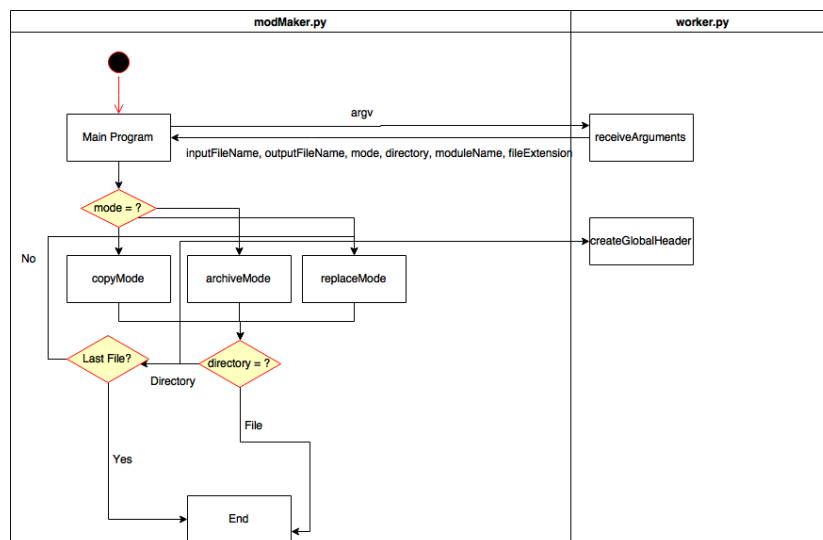 modMaker.py
worker.py
argv
Main Program
receiveArguments
inputFileName, outputFileName, mode, directory, moduleName, fileExtension
mode = ?
createGlobalHeader
No
copyMode
archiveMode
replaceMode
Last File?
directory = ?
Directory
File
Yes
End